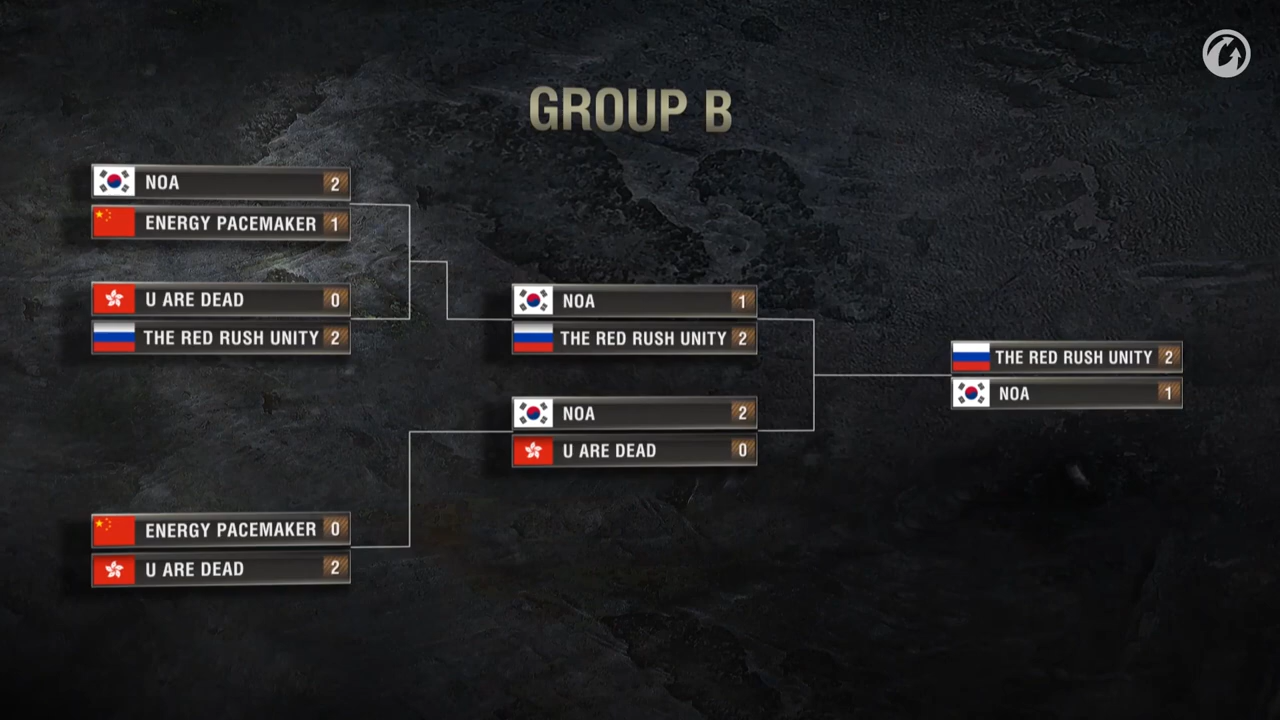 GROUP B
NOA 2
ENERGY PACEMAKER 1
U ARE DEAD 0
THE RED RUSH UNITY 2
ENERGY PACEMAKER 0
U ARE DEAD 2
NOA 1
THE RED RUSH UNITY 2
NOA 2
U ARE DEAD 0
THE RED RUSH UNITY 2
NOA 1